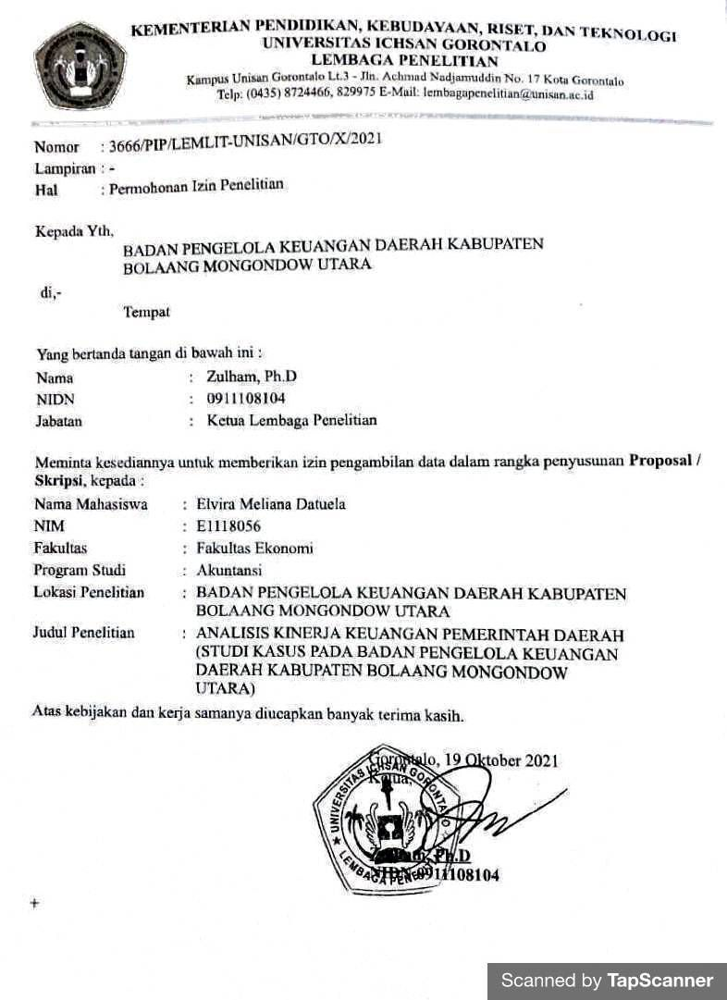 KEMENTERIAN PENDIDIKAN, KEBUDAYAAN, RISET, DAN TEKNOLOGI
UNIVERSITAS ICHSAN GORONTALO
LEMBAGA PENELITIAN
Kampus Unisan Gorontalo Lt.3 - Jln. Achmad Nadjamuddin No. 17 Kota Gorontalo
Telp: (0435) 8724466, 829975 E-Mail: lembagapenelitian@unisan.ac.id
Nomor : 3666/PIP/LEMLIT-UNISAN/GTO/X/2021
Lampiran : -
Hal : Permohonan Izin Penelitian
Kepada Yth,
BADAN PENGELOLA KEUANGAN DAERAH KABUPATEN
BOLAANG MONGONDOW UTARA
di,-
Tempat
Yang bertanda tangan di bawah ini :
Nama : Zulham, Ph.D
NIDN : 0911108104
Jabatan : Ketua Lembaga Penelitian
Meminta kesediannya untuk memberikan izin pengambilan data dalam rangka penyusunan Proposal /
Skripsi, kepada :
Nama Mahasiswa : Elvira Meliana Datuela
NIM : E1118056
Fakultas : Fakultas Ekonomi
Program Studi : Akuntansi
Lokasi Penelitian : BADAN PENGELOLA KEUANGAN DAERAH KABUPATEN
BOLAANG MONGONDOW UTARA
Judul Penelitian : ANALISIS KINERJA KEUANGAN PEMERINTAH DAERAH
(STUDI KASUS PADA BADAN PENGELOLA KEUANGAN
DAERAH KABUPATEN BOLAANG MONGONDOW
UTARA)
Atas kebijakan dan kerja samanya diucapkan banyak terima kasih.
Gorontalo, 19 Oktober 2021
Ketua,
UNIVERSITAS ICHSAN GORONTALO
LEMBAGA PENELITIAN
Zulham, Ph.D
NIDN 0911108104
+
Scanned by TapScanner